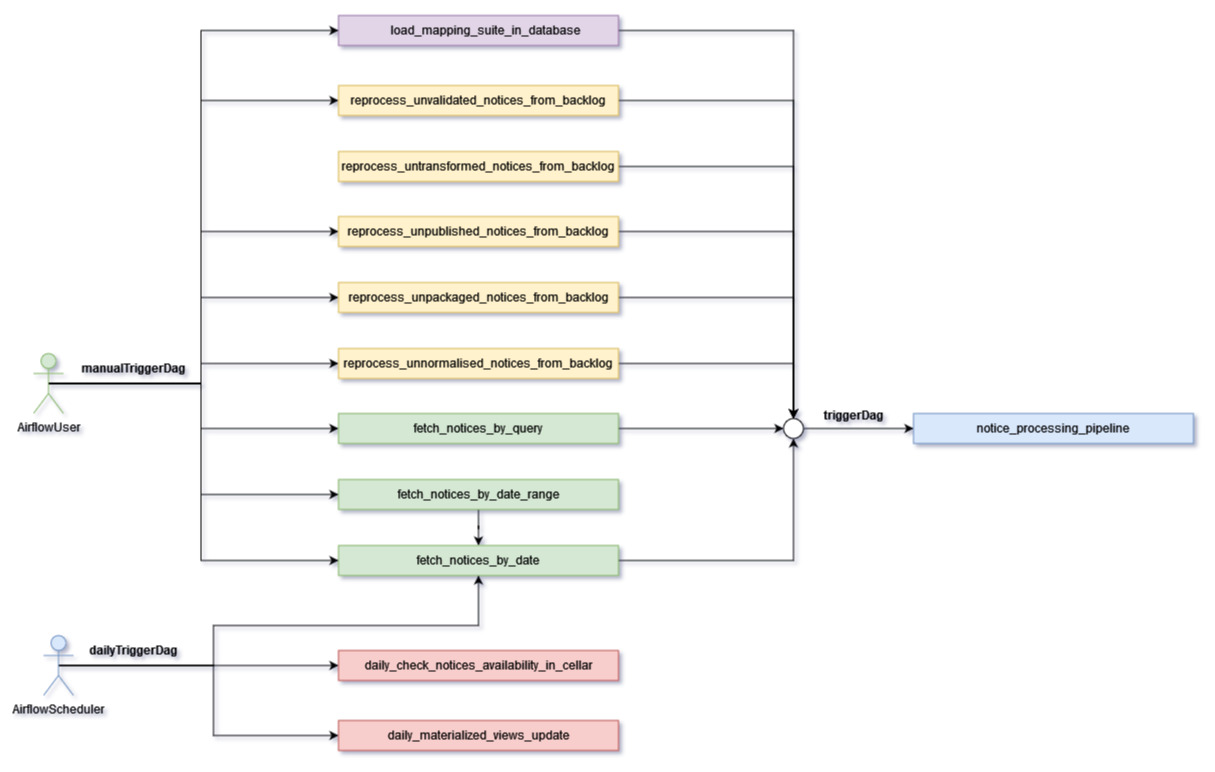 load_mapping_suite_in_database
reprocess_unvalidated_notices_from_backlog
reprocess_untransformed_notices_from_backlog
reprocess_unpublished_notices_from_backlog
reprocess_unpackaged_notices_from_backlog
manualTriggerDag
reprocess_unnormalised_notices_from_backlog
AirflowUser
fetch_notices_by_query
triggerDag
notice_processing_pipeline
fetch_notices_by_date_range
fetch_notices_by_date
dailyTriggerDag
daily_check_notices_availability_in_cellar
AirflowScheduler
daily_materialized_views_update